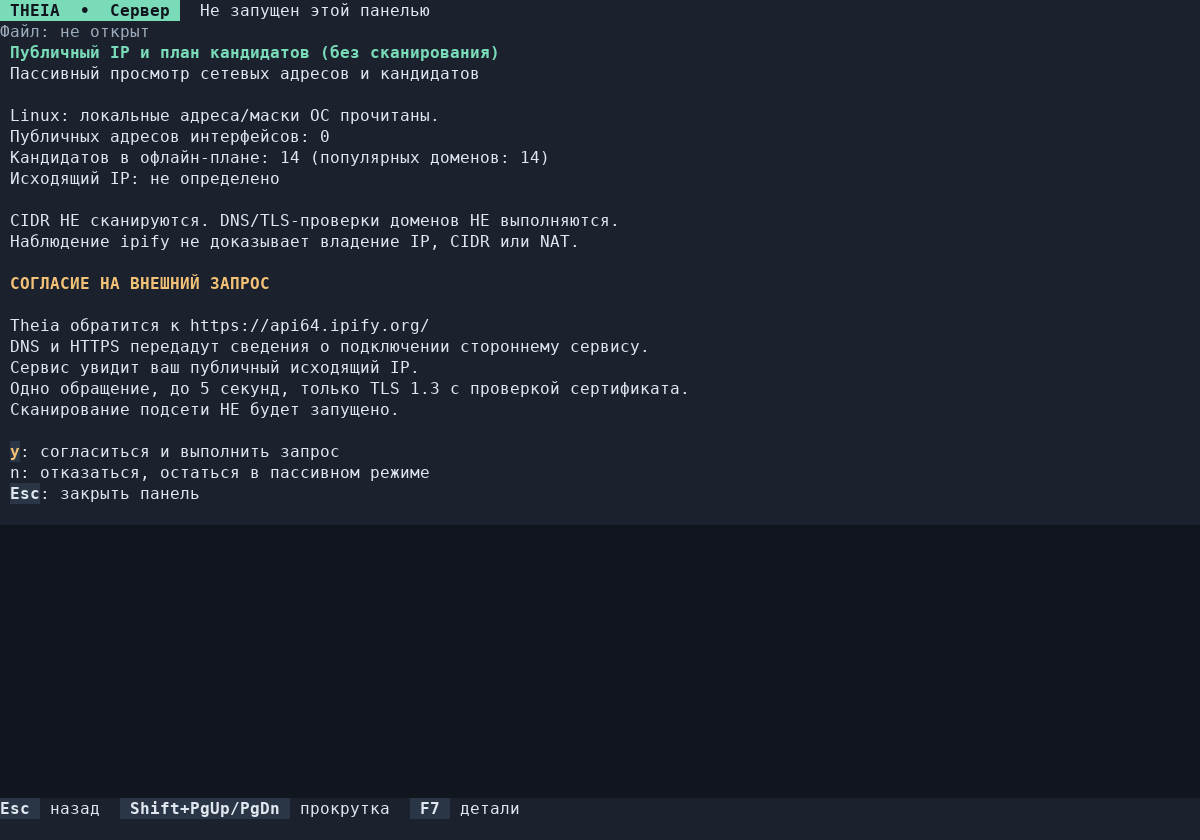 THEIA • Сервер Не запущен этой панелью
Файл: не открыт
Публичный IP и план кандидатов (без сканирования)
Пассивный просмотр сетевых адресов и кандидатов
Linux: локальные адреса/маски ОС прочитаны.
Публичных адресов интерфейсов: 0
Кандидатов в офлайн-плане: 14 (популярных доменов: 14)
Исходящий IP: не определено
CIDR НЕ сканируются. DNS/TLS-проверки доменов НЕ выполняются.
Наблюдение ipify не доказывает владение IP, CIDR или NAT.
СОГЛАСИЕ НА ВНЕШНИЙ ЗАПРОС
Theia обратится к https://api64.ipify.org/
DNS и HTTPS передадут сведения о подключении стороннему сервису.
Сервис увидит ваш публичный исходящий IP.
Одно обращение, до 5 секунд, только TLS 1.3 с проверкой сертификата.
Сканирование подсети НЕ будет запущено.
y: согласиться и выполнить запрос
n: отказаться, остаться в пассивном режиме
Esc: закрыть панель
Esc назад Shift+PgUp/PgDn прокрутка F7 детали